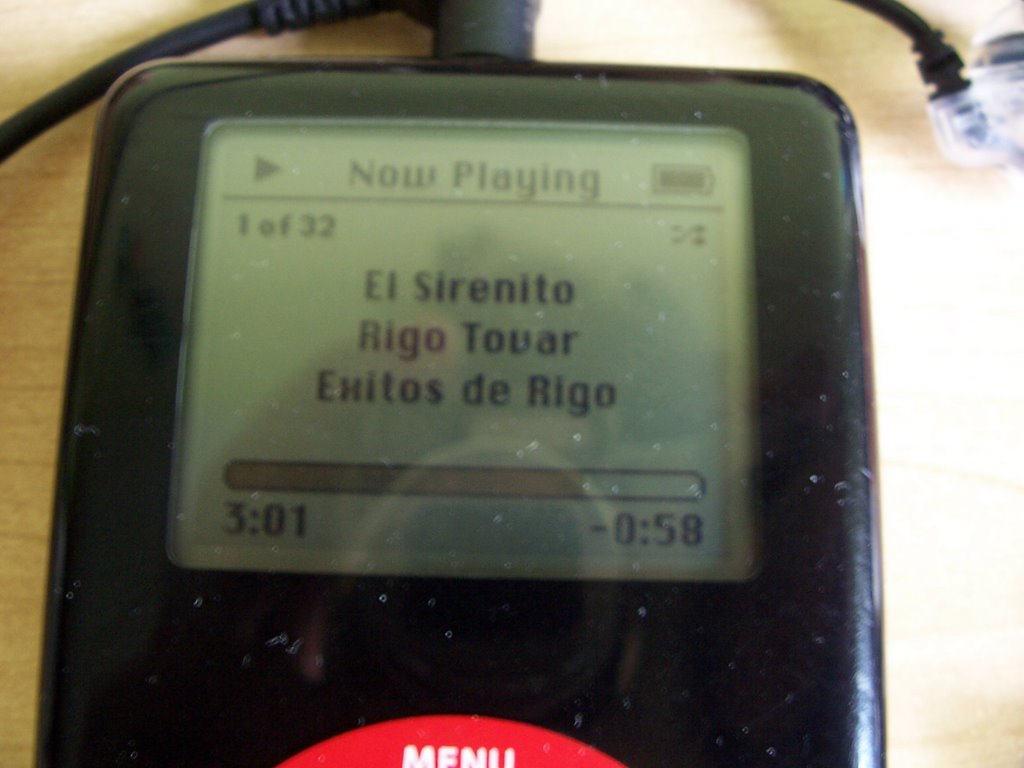 Now Playing
1 of 32
El Sirenito
Rigo Tovar
Exitos de Rigo
3:01 -0:58
MENU